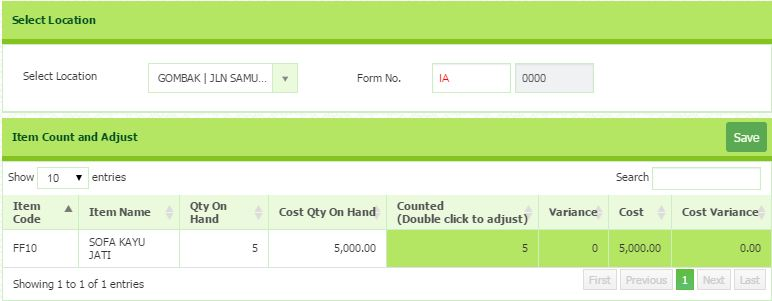 Select Location
Select Location GOMBAK | JLN SAMU... Form No. IA 0000
Item Count and Adjust Save
Show 10 entries Search
Item Code Item Name Qty On Hand Cost Qty On Hand Counted (Double click to adjust) Variance Cost Cost Variance
FF10 SOFA KAYU JATI 5 5,000.00 5 0 5,000.00 0.00
Showing 1 to 1 of 1 entries First Previous 1 Next Last